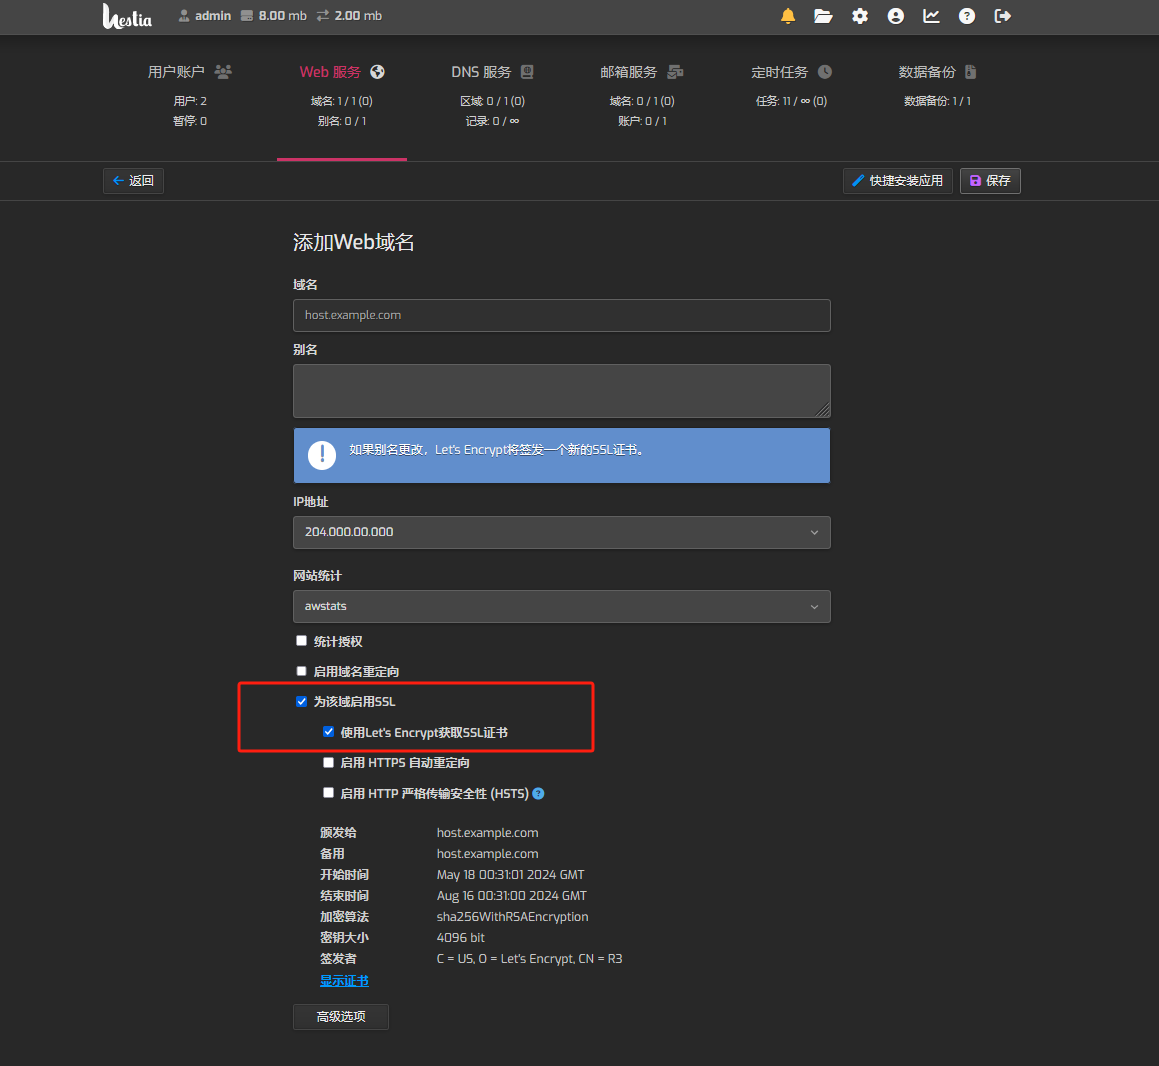 hestia admin 8.00 mb 2.00 mb
用户账户 Web 服务 DNS 服务 邮箱服务 定时任务 数据备份
用户: 2 域名: 1 / 1 (0) 区域: 0 / 1 (0) 域名: 0 / 1 (0) 任务: 11 / ∞ (0) 数据备份: 1 / 1
暂停: 0 别名: 0 / 1 记录: 0 / ∞ 账户: 0 / 1
返回 快捷安装应用 保存
添加Web域名
域名
host.example.com
别名
如果别名更改，Let's Encrypt将签发一个新的SSL证书。
IP地址
204.000.00.000
网站统计
awstats
统计授权
启用域名重定向
为该域启用SSL
使用Let's Encrypt获取SSL证书
启用 HTTPS 自动重定向
启用 HTTP 严格传输安全性 (HSTS) ?
颁发给 host.example.com
备用 host.example.com
开始时间 May 18 00:31:01 2024 GMT
结束时间 Aug 16 00:31:00 2024 GMT
加密算法 sha256WithRSAEncryption
密钥大小 4096 bit
签发者 C = US, O = Let's Encrypt, CN = R3
显示证书
高级选项